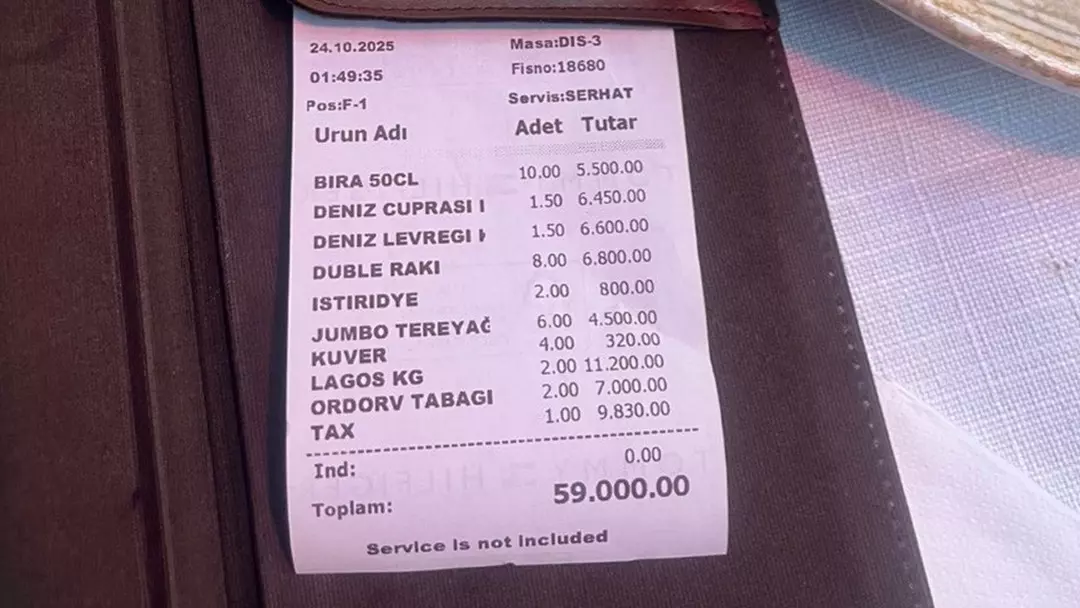 24.10.2025 Masa:DIS-3
01:49:35 Fisno:18680
Pos:F-1 Servis:SERHAT
Urun Adı Adet Tutar
BIRA 50CL 10.00 5.500.00
DENIZ CUPRASI 1.50 6.450.00
DENIZ LEVREGI 1.50 6.600.00
DUBLE RAKI 8.00 6.800.00
ISTIRIDYE 2.00 800.00
JUMBO TEREYAĞ 6.00 4.500.00
KUVER 4.00 320.00
LAGOS KG 2.00 11.200.00
ORDORV TABAGI 2.00 7.000.00
TAX 1.00 9.830.00
Ind: 0.00
Toplam: 59.000.00
Service is not included